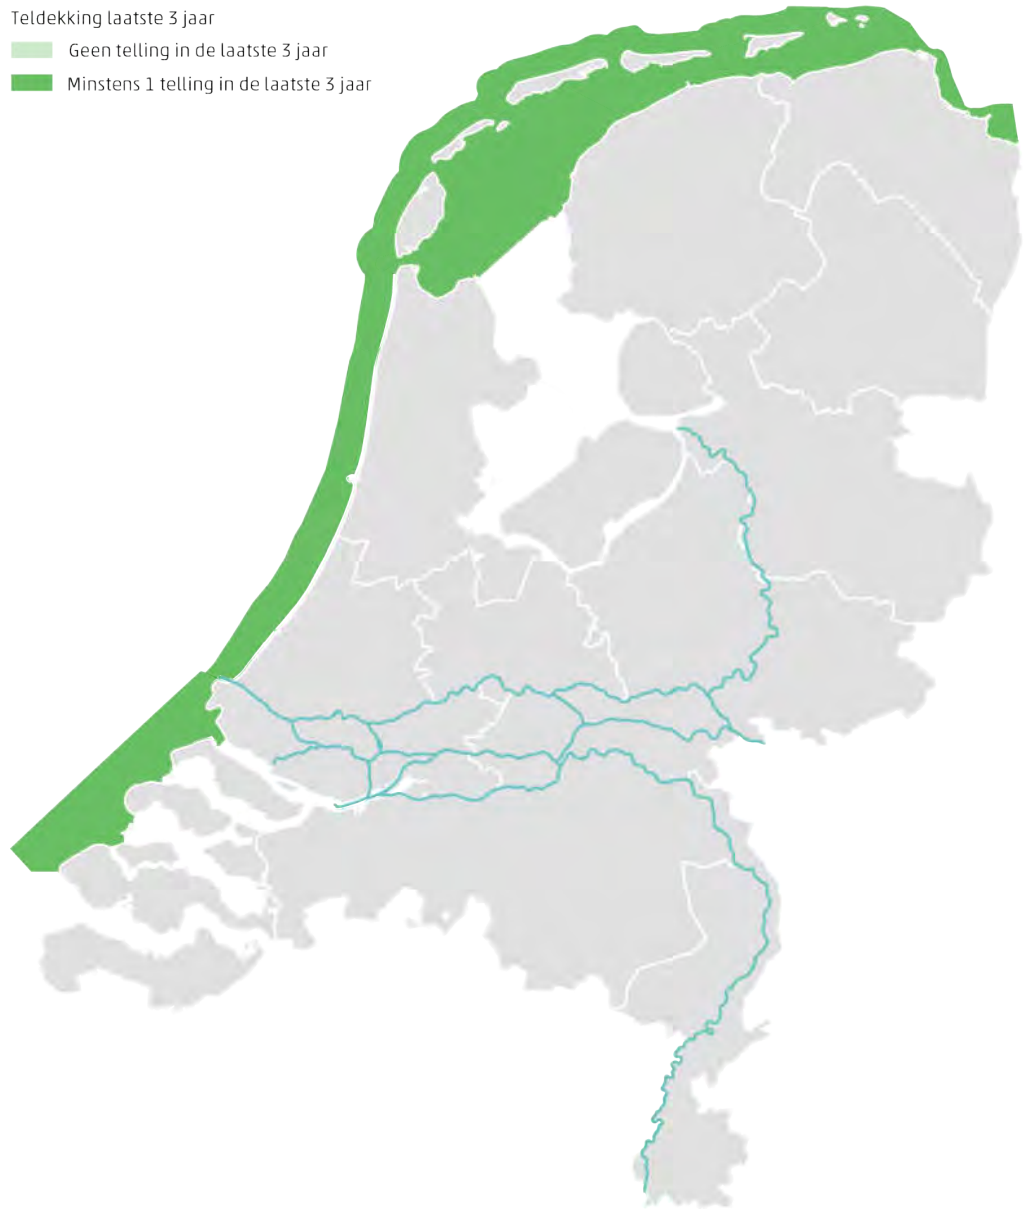 Teldekking laatste 3 jaar
Geen telling in de laatste 3 jaar
Minstens 1 telling in de laatste 3 jaar